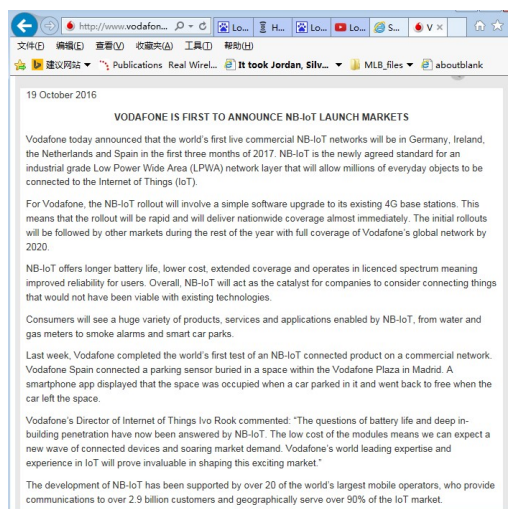 http://www.vodafon...
Lo...
H...
Lo...
Lo...
S...
V ×
文件(F) 编辑(E) 查看(V) 收藏夹(A) 工具(T) 帮助(H)
建议网站 ▼ Publications Real Wirel... It took Jordan, Silv... ▼ MLB_files ▼ aboutblank
19 October 2016
VODAFONE IS FIRST TO ANNOUNCE NB-IoT LAUNCH MARKETS
Vodafone today announced that the world's first live commercial NB-IoT networks will be in Germany, Ireland,
the Netherlands and Spain in the first three months of 2017. NB-IoT is the newly agreed standard for an
industrial grade Low Power Wide Area (LPWA) network layer that will allow millions of everyday objects to be
connected to the Internet of Things (IoT).
For Vodafone, the NB-IoT rollout will involve a simple software upgrade to its existing 4G base stations. This
means that the rollout will be rapid and will deliver nationwide coverage almost immediately. The initial rollouts
will be followed by other markets during the rest of the year with full coverage of Vodafone's global network by
2020.
NB-IoT offers longer battery life, lower cost, extended coverage and operates in licenced spectrum meaning
improved reliability for users. Overall, NB-IoT will act as the catalyst for companies to consider connecting things
that would not have been viable with existing technologies.
Consumers will see a huge variety of products, services and applications enabled by NB-IoT, from water and
gas meters to smoke alarms and smart car parks.
Last week, Vodafone completed the world's first test of an NB-IoT connected product on a commercial network.
Vodafone Spain connected a parking sensor buried in a space within the Vodafone Plaza in Madrid. A
smartphone app displayed that the space was occupied when a car parked in it and went back to free when the
car left the space.
Vodafone's Director of Internet of Things Ivo Rook commented: "The questions of battery life and deep in-
building penetration have now been answered by NB-IoT. The low cost of the modules means we can expect a
new wave of connected devices and soaring market demand. Vodafone's world leading expertise and
experience in IoT will prove invaluable in shaping this exciting market."
The development of NB-IoT has been supported by over 20 of the world's largest mobile operators, who provide
communications to over 2.9 billion customers and geographically serve over 90% of the IoT market.